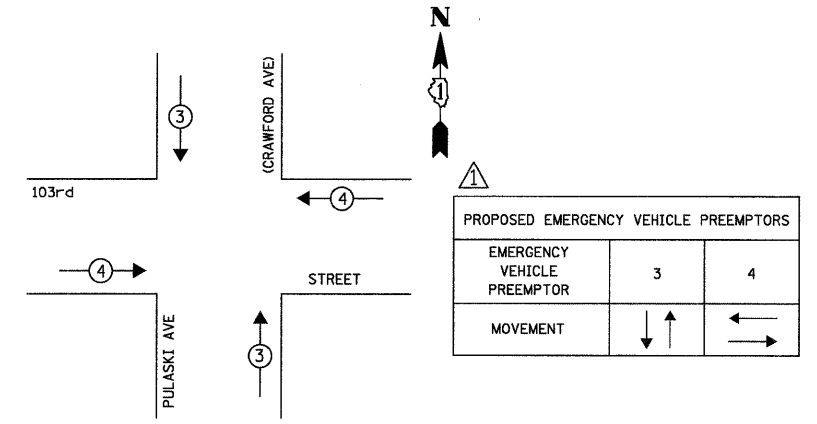 N
1
(CRAWFORD AVE)
3
103rd
4
4
STREET
PULASKI AVE
3
1
PROPOSED EMERGENCY VEHICLE PREEMPTORS
EMERGENCY
VEHICLE
PREEMPTOR
3
4
MOVEMENT